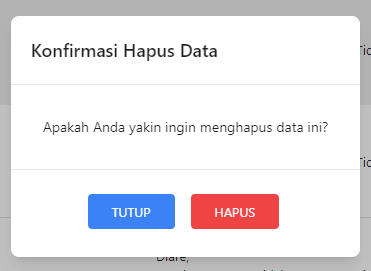 Konfirmasi Hapus Data
Apakah Anda yakin ingin menghapus data ini?
TUTUP HAPUS
Diare,